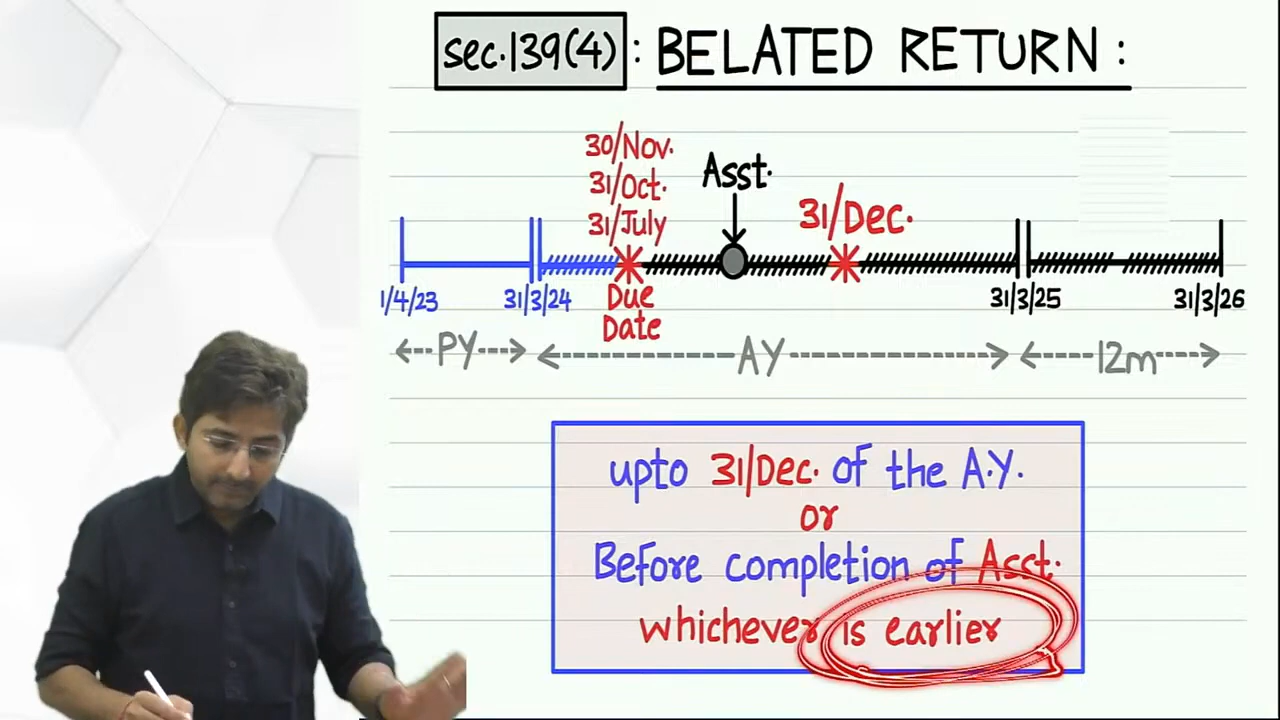 sec.139(4) : BELATED RETURN :
30/Nov.
31/Oct.
31/July
Asst.
31/Dec.
1/4/23
31/3/24
Due
Date
31/3/25
31/3/26
PY
AY
12m
upto 31/Dec. of the A.Y.
or
Before completion of Asst.
whichever is earlier